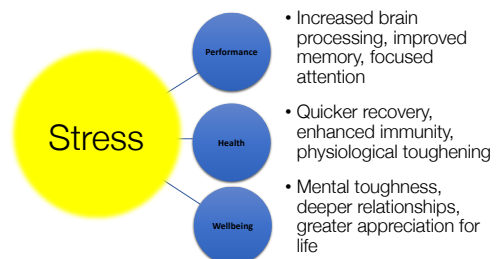 Stress
Performance
• Increased brain
processing, improved
memory, focused
attention
Health
• Quicker recovery,
enhanced immunity,
physiological toughening
Wellbeing
• Mental toughness,
deeper relationships,
greater appreciation for
life